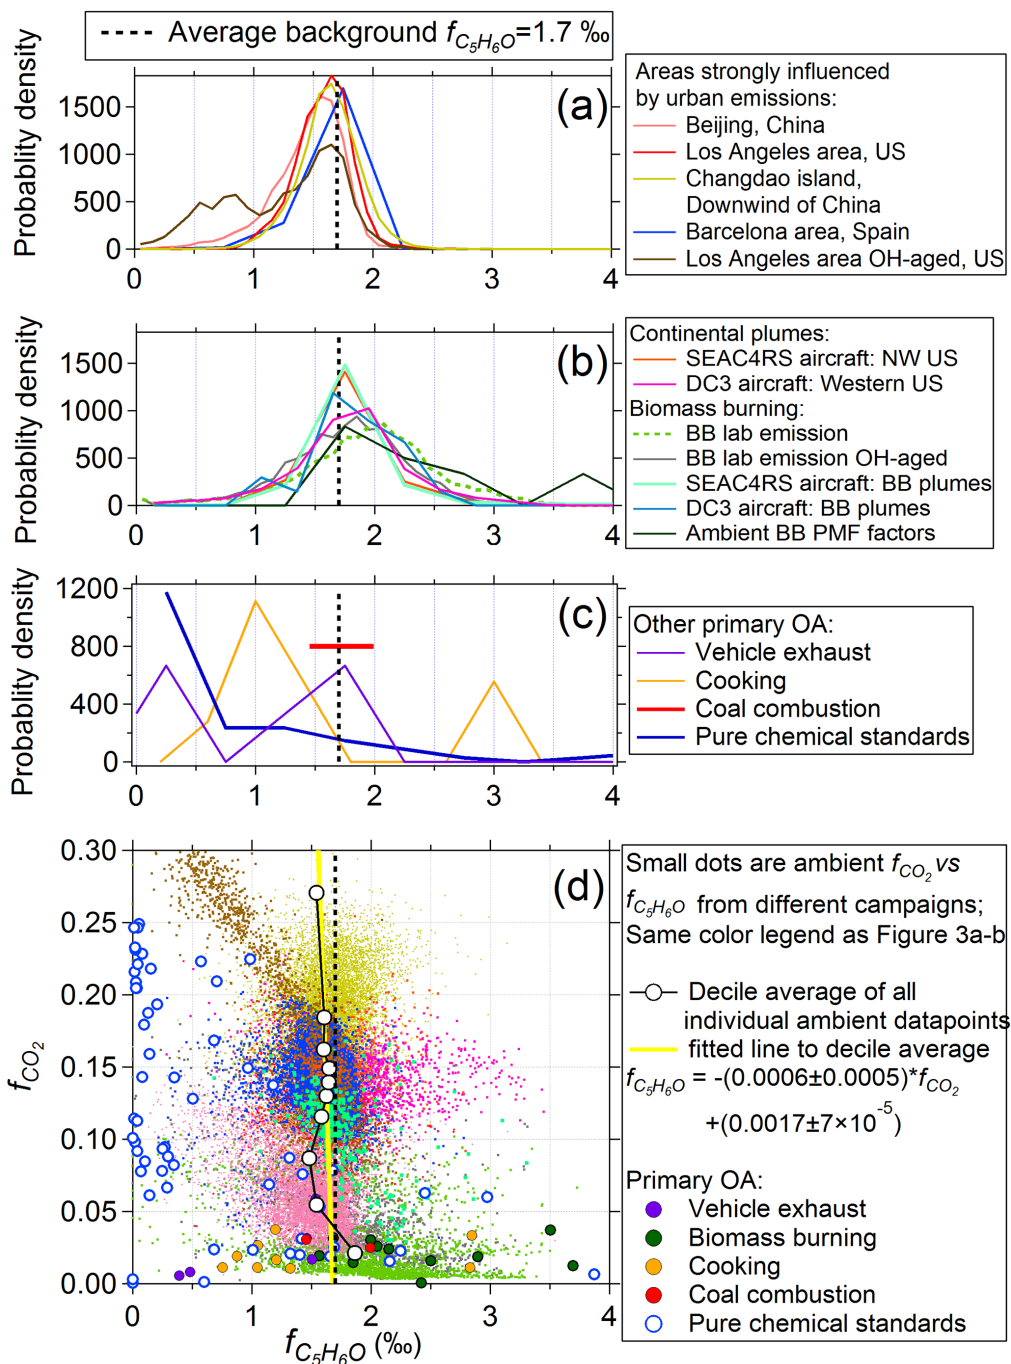 Average background f_C5H6O=1.7 ‰
Probablity density
1500
1000
500
0
(a)
0 1 2 3 4
Areas strongly influenced
by urban emissions:
Beijing, China
Los Angeles area, US
Changdao island,
Downwind of China
Barcelona area, Spain
Los Angeles area OH-aged, US
Probablity density
1500
1000
500
0
(b)
0 1 2 3 4
Continental plumes:
SEAC4RS aircraft: NW US
DC3 aircraft: Western US
Biomass burning:
BB lab emission
BB lab emission OH-aged
SEAC4RS aircraft: BB plumes
DC3 aircraft: BB plumes
Ambient BB PMF factors
Probablity density
1200
800
400
0
(c)
0 1 2 3 4
Other primary OA:
Vehicle exhaust
Cooking
Coal combustion
Pure chemical standards
f_CO2
0.30
0.25
0.20
0.15
0.10
0.05
0.00
(d)
0 1 2 3 4
f_C5H6O (‰)
Small dots are ambient f_CO2 vs
f_C5H6O from different campaigns;
Same color legend as Figure 3a-b
Decile average of all
individual ambient datapoints
fitted line to decile average
f_C5H6O = -(0.0006±0.0005)*f_CO2
+(0.0017±7×10⁻⁵)
Primary OA:
Vehicle exhaust
Biomass burning
Cooking
Coal combustion
Pure chemical standards